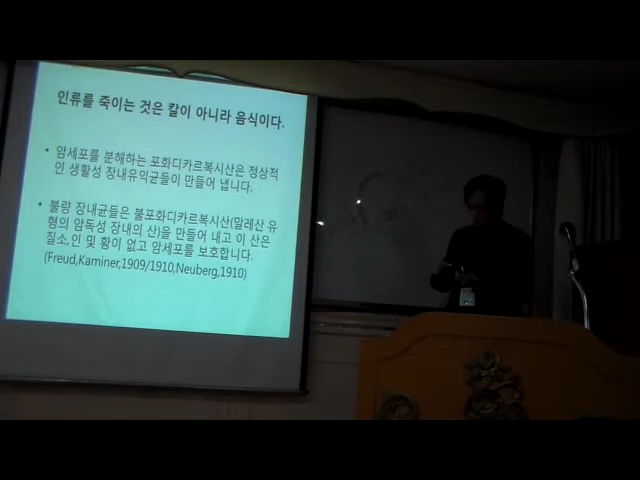 인류를 죽이는 것은 칼이 아니라 음식이다.
• 암세포를 분해하는 포화디카르복시산은 정상적
인 생활성 장내유익균들이 만들어 냅니다.
• 불량 장내균들은 불포화디카르복시산(말레산 유
형의 암독성 장내의 산)을 만들어 내고 이 산은
질소,인 및 황이 없고 암세포를 보호합니다.
(Freud,Kaminer,1909/1910,Neuberg,1910)